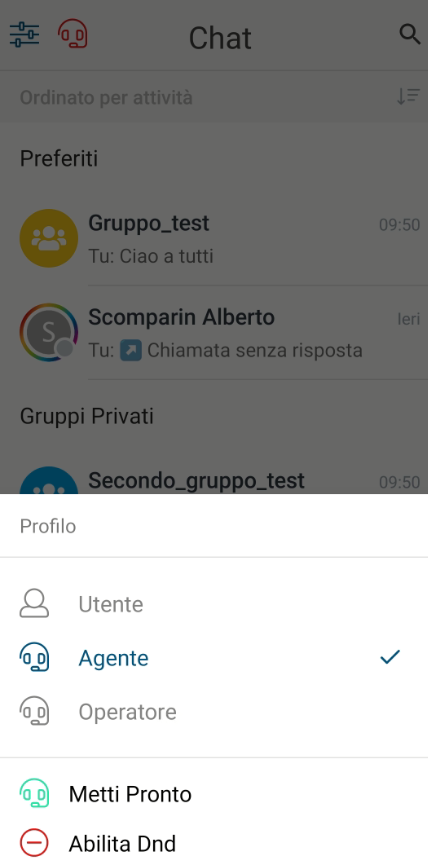 Chat
Ordinato per attività
Preferiti
Gruppo_test 09:50
Tu: Ciao a tutti
S
Scomparin Alberto Ieri
Tu: ↗ Chiamata senza risposta
Gruppi Privati
Secondo_gruppo_test 09:50
Profilo
Utente
Agente
Operatore
Metti Pronto
Abilita Dnd